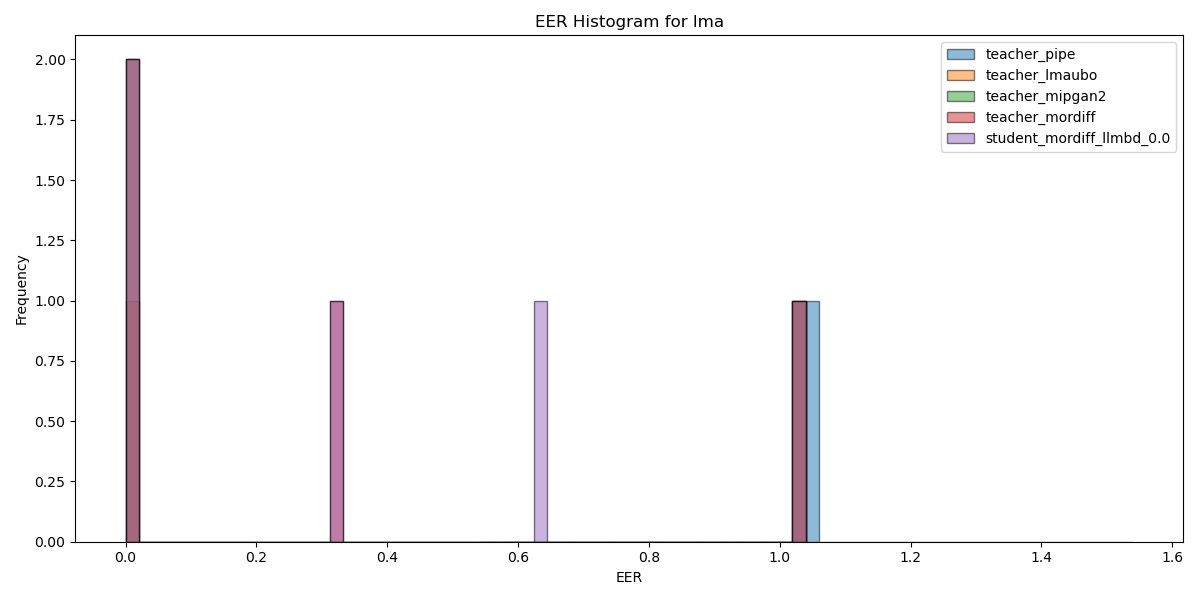 EER Histogram for lma
teacher_pipe
teacher_lmaubo
teacher_mipgan2
teacher_mordiff
student_mordiff_llmbd_0.0
Frequency
2.00
1.75
1.50
1.25
1.00
0.75
0.50
0.25
0.00
0.0 0.2 0.4 0.6 0.8 1.0 1.2 1.4 1.6
EER